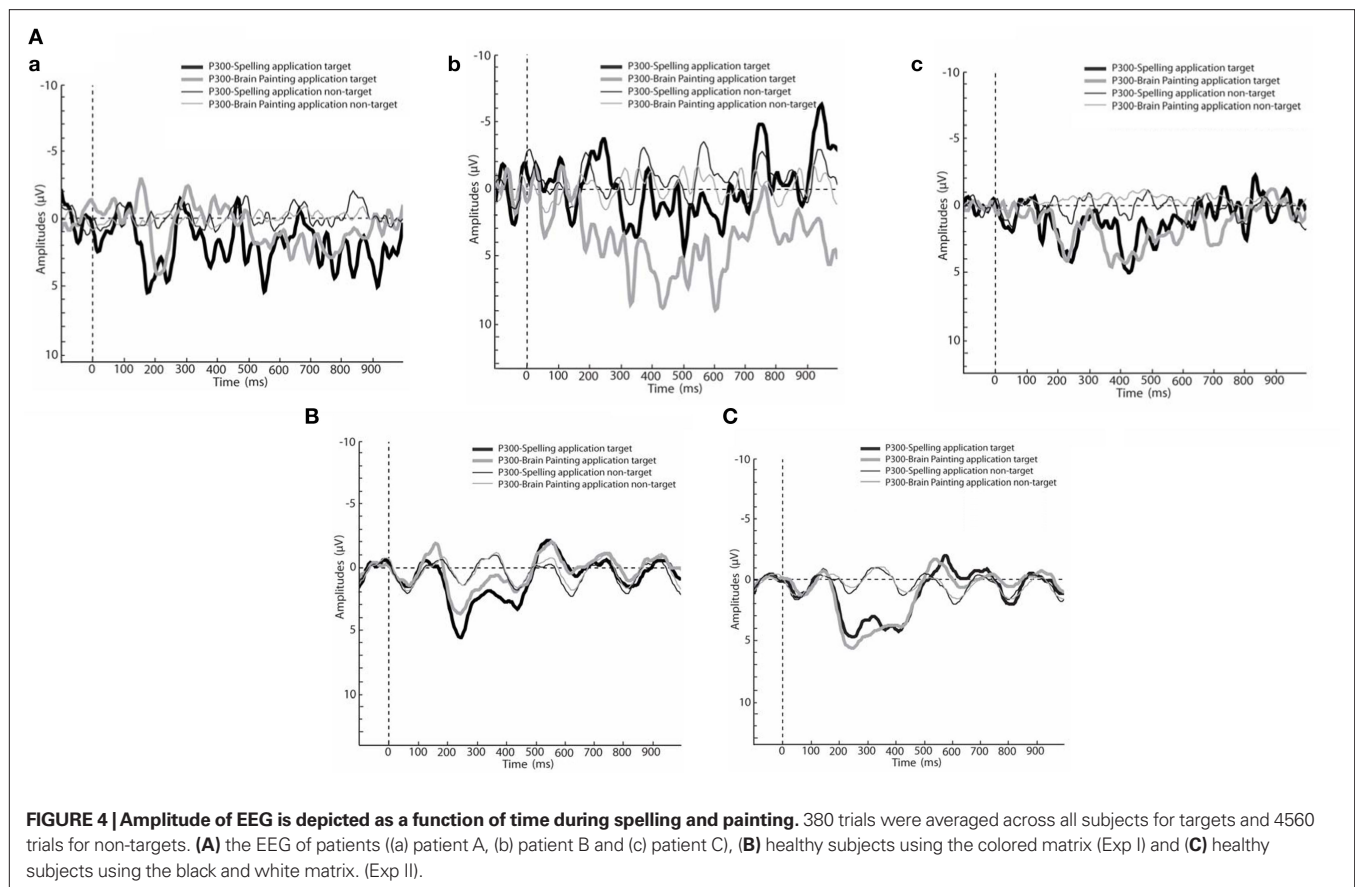 A
a
P300-Spelling application target
P300-Brain Painting application target
P300-Spelling application non-target
P300-Brain Painting application non-target
-10
-5
0
5
10
Amplitudes (µV)
0 100 200 300 400 500 600 700 800 900
Time (ms)
b
P300-Spelling application target
P300-Brain Painting application target
P300-Spelling application non-target
P300-Brain Painting application non-target
-10
-5
0
5
10
Amplitudes (µV)
0 100 200 300 400 500 600 700 800 900
Time (ms)
c
P300-Spelling application target
P300-Brain Painting application target
P300-Spelling application non-target
P300-Brain Painting application non-target
-10
-5
0
5
10
Amplitudes (µV)
0 100 200 300 400 500 600 700 800 900
Time (ms)
B
P300-Spelling application target
P300-Brain Painting application target
P300-Spelling application non-target
P300-Brain Painting application non-target
-10
-5
0
5
10
Amplitudes (µV)
0 100 200 300 400 500 600 700 800 900
Time (ms)
C
P300-Spelling application target
P300-Brain Painting application target
P300-Spelling application non-target
P300-Brain Painting application non-target
-10
-5
0
5
10
Amplitudes (µV)
0 100 200 300 400 500 600 700 800 900
Time (ms)
FIGURE 4 | Amplitude of EEG is depicted as a function of time during spelling and painting. 380 trials were averaged across all subjects for targets and 4560
trials for non-targets. (A) the EEG of patients ((a) patient A, (b) patient B and (c) patient C), (B) healthy subjects using the colored matrix (Exp I) and (C) healthy
subjects using the black and white matrix. (Exp II).